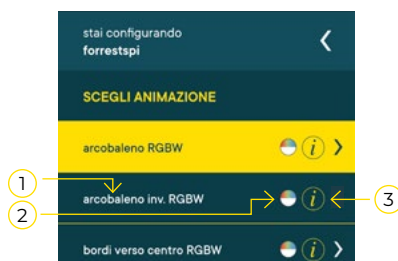 stai configurando
forrestspi
SCEGLI ANIMAZIONE
arcobaleno RGBW i
1
arcobaleno inv. RGBW i
3
2
bordi verso centro RGBW i